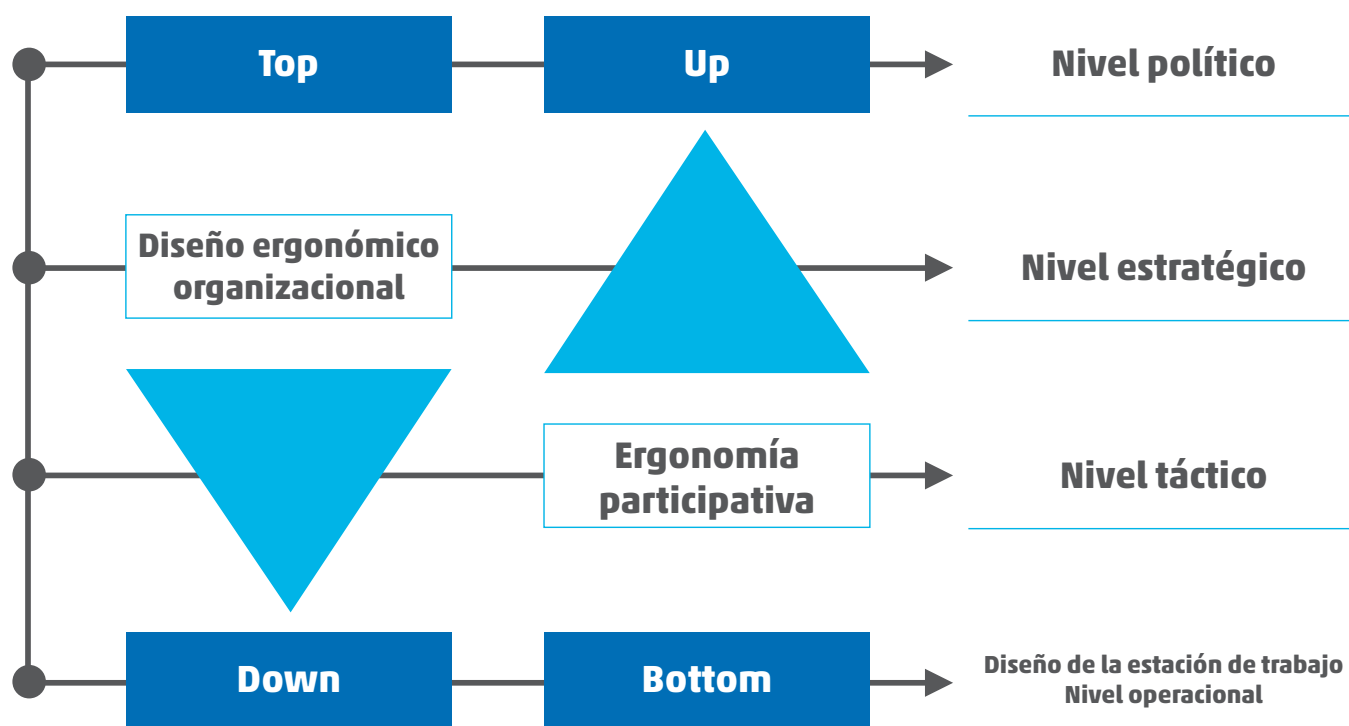 Top
Up
Nivel político
Diseño ergonómico
organizacional
Nivel estratégico
Ergonomía
participativa
Nivel táctico
Down
Bottom
Diseño de la estación de trabajo
Nivel operacional